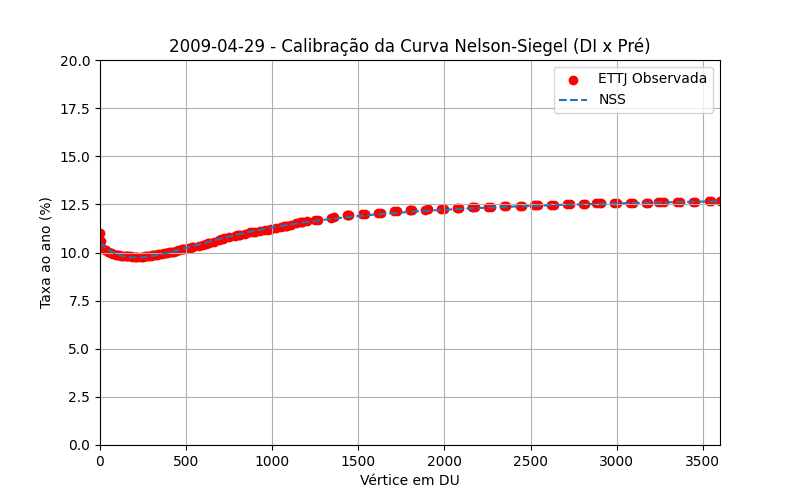 2009-04-29 - Calibração da Curva Nelson-Siegel (DI x Pré)
ETTJ Observada
NSS
Taxa ao ano (%)
20.0
17.5
15.0
12.5
10.0
7.5
5.0
2.5
0.0
0 500 1000 1500 2000 2500 3000 3500
Vértice em DU